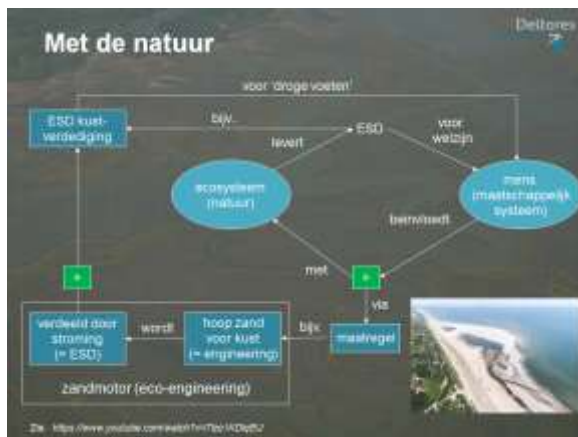 Met de natuur
Deltares
voor 'droge voeten'
ESD kust-
verdediging
bijv.
ESD
voor
welzijn
levert
ecosysteem
(natuur)
mens
(maatschappelijk
systeem)
beïnvloedt
met
+
+
via
verdeeld door
stroming
(= ESD)
wordt
hoop zand
voor kust
(= engineering)
bijv.
maatregel
zandmotor (eco-engineering)
Zie